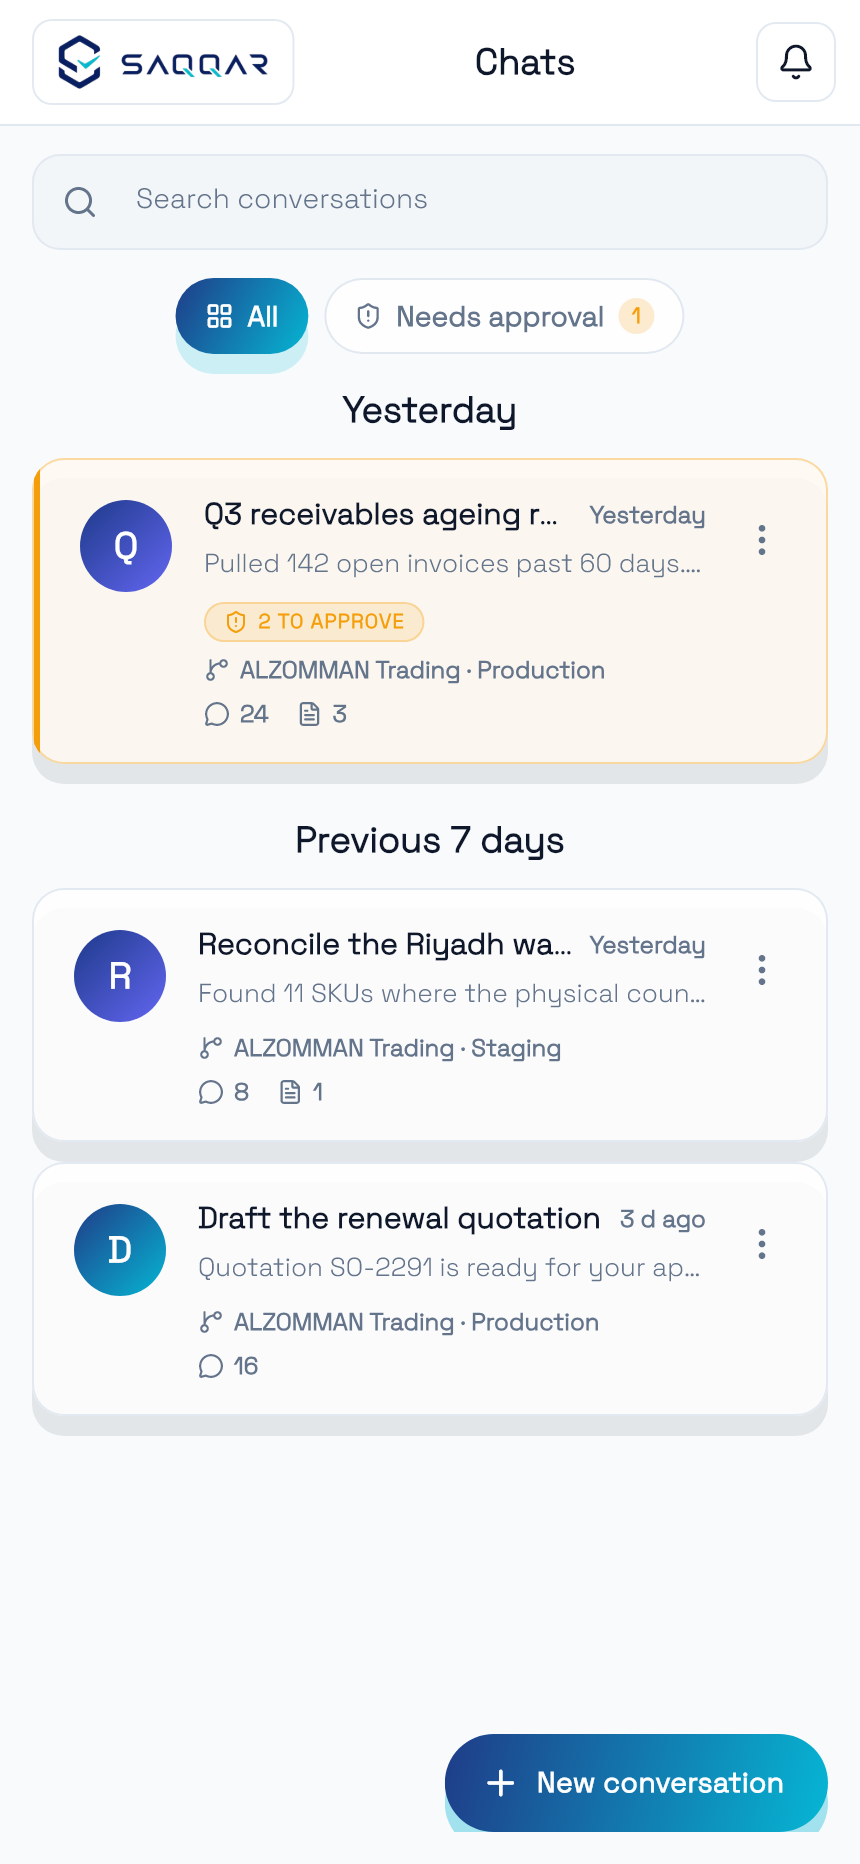 SAQQAR
Chats
Search conversations
All
Needs approval 1
Yesterday
Q
Q3 receivables ageing r... Yesterday
Pulled 142 open invoices past 60 days....
2 TO APPROVE
ALZOMMAN Trading · Production
24 3
Previous 7 days
R
Reconcile the Riyadh wa... Yesterday
Found 11 SKUs where the physical coun...
ALZOMMAN Trading · Staging
8 1
D
Draft the renewal quotation 3 d ago
Quotation SO-2291 is ready for your ap...
ALZOMMAN Trading · Production
16
New conversation